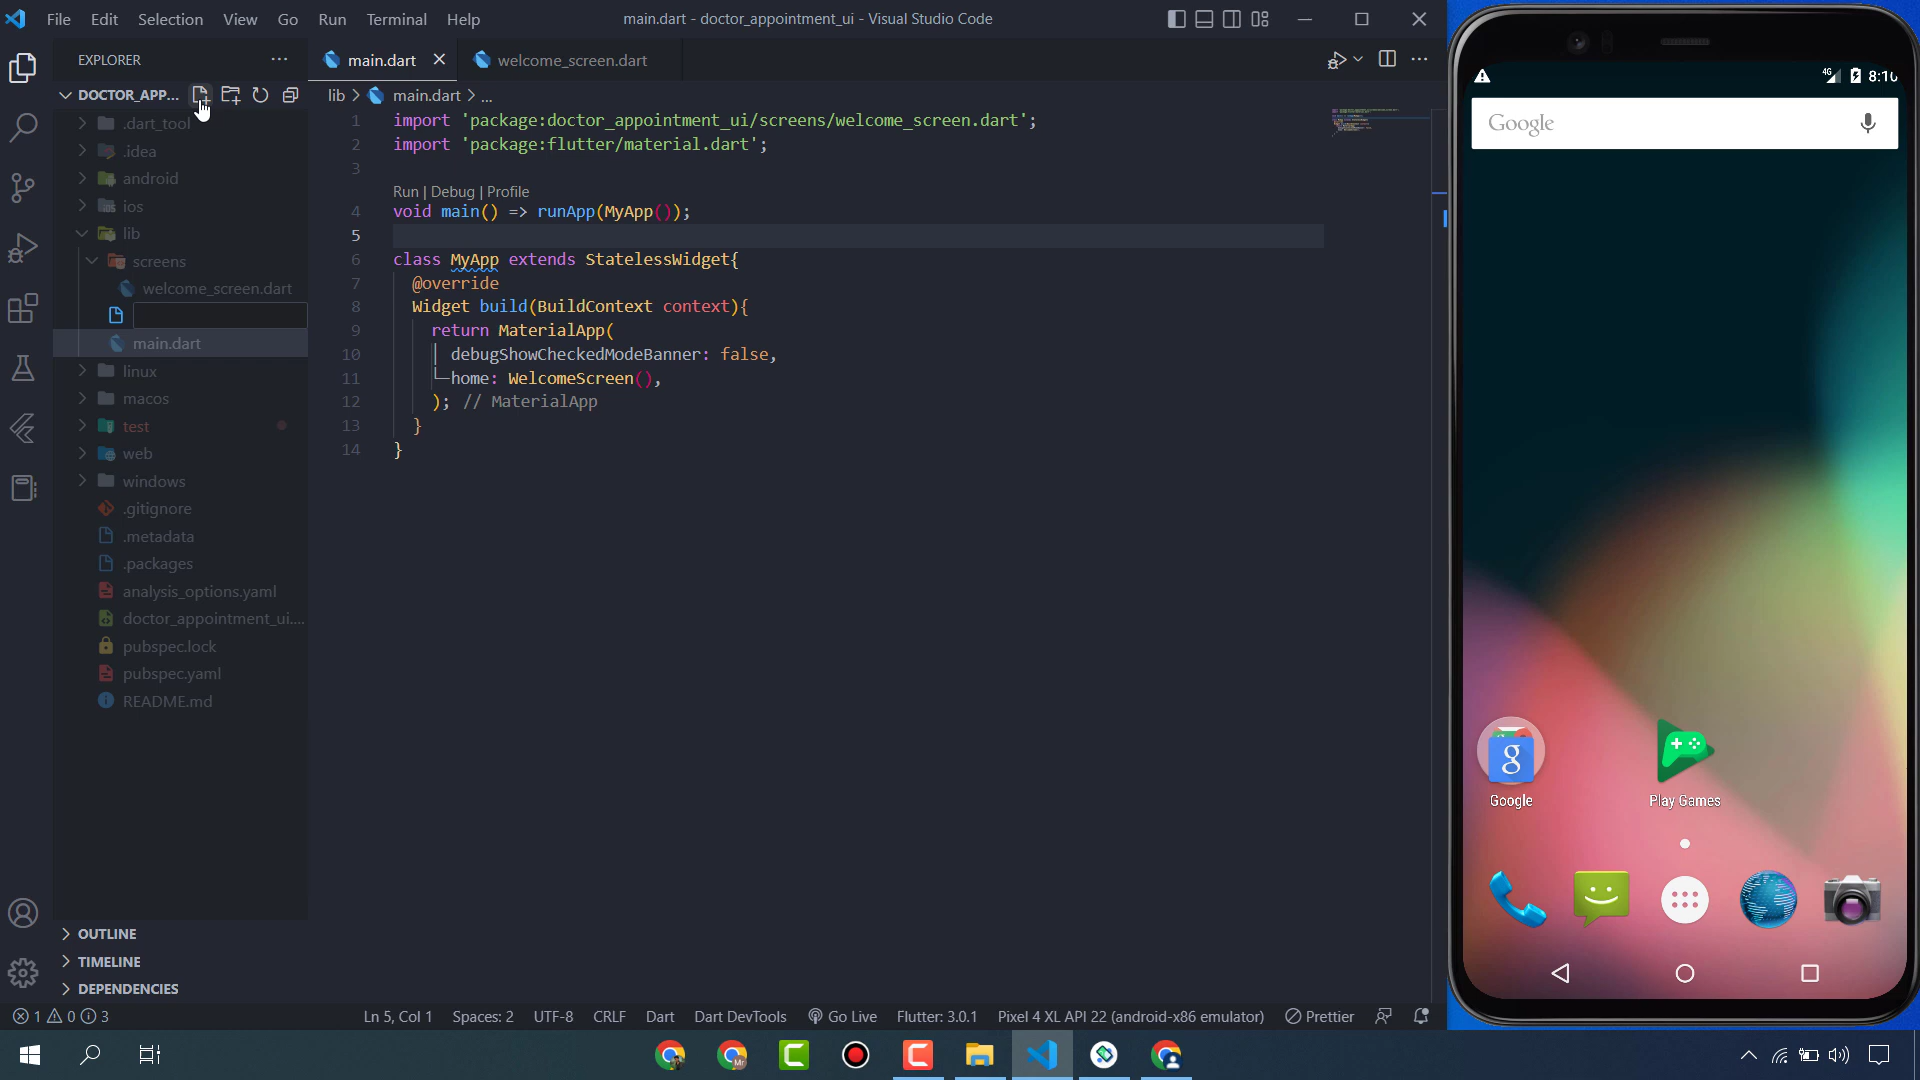 File Edit Selection View Go Run Terminal Help
main.dart - doctor_appointment_ui - Visual Studio Code
EXPLORER
DOCTOR_APP...
.dart_tool
.idea
android
ios
lib
screens
welcome_screen.dart
main.dart
linux
macos
test
web
windows
.gitignore
.metadata
.packages
analysis_options.yaml
doctor_appointment_ui....
pubspec.lock
pubspec.yaml
README.md
OUTLINE
TIMELINE
DEPENDENCIES
main.dart
welcome_screen.dart
lib > main.dart > ...
1 import 'package:doctor_appointment_ui/screens/welcome_screen.dart';
2 import 'package:flutter/material.dart';
3
Run | Debug | Profile
4 void main() => runApp(MyApp());
5
6 class MyApp extends StatelessWidget{
7 @override
8 Widget build(BuildContext context){
9 return MaterialApp(
10 debugShowCheckedModeBanner: false,
11 home: WelcomeScreen(),
12 ); // MaterialApp
13 }
14 }
1 0 3
Ln 5, Col 1 Spaces: 2 UTF-8 CRLF Dart Dart DevTools Go Live Flutter: 3.0.1 Pixel 4 XL API 22 (android-x86 emulator) Prettier
4G 8:10
Google
g
Google
Play Games